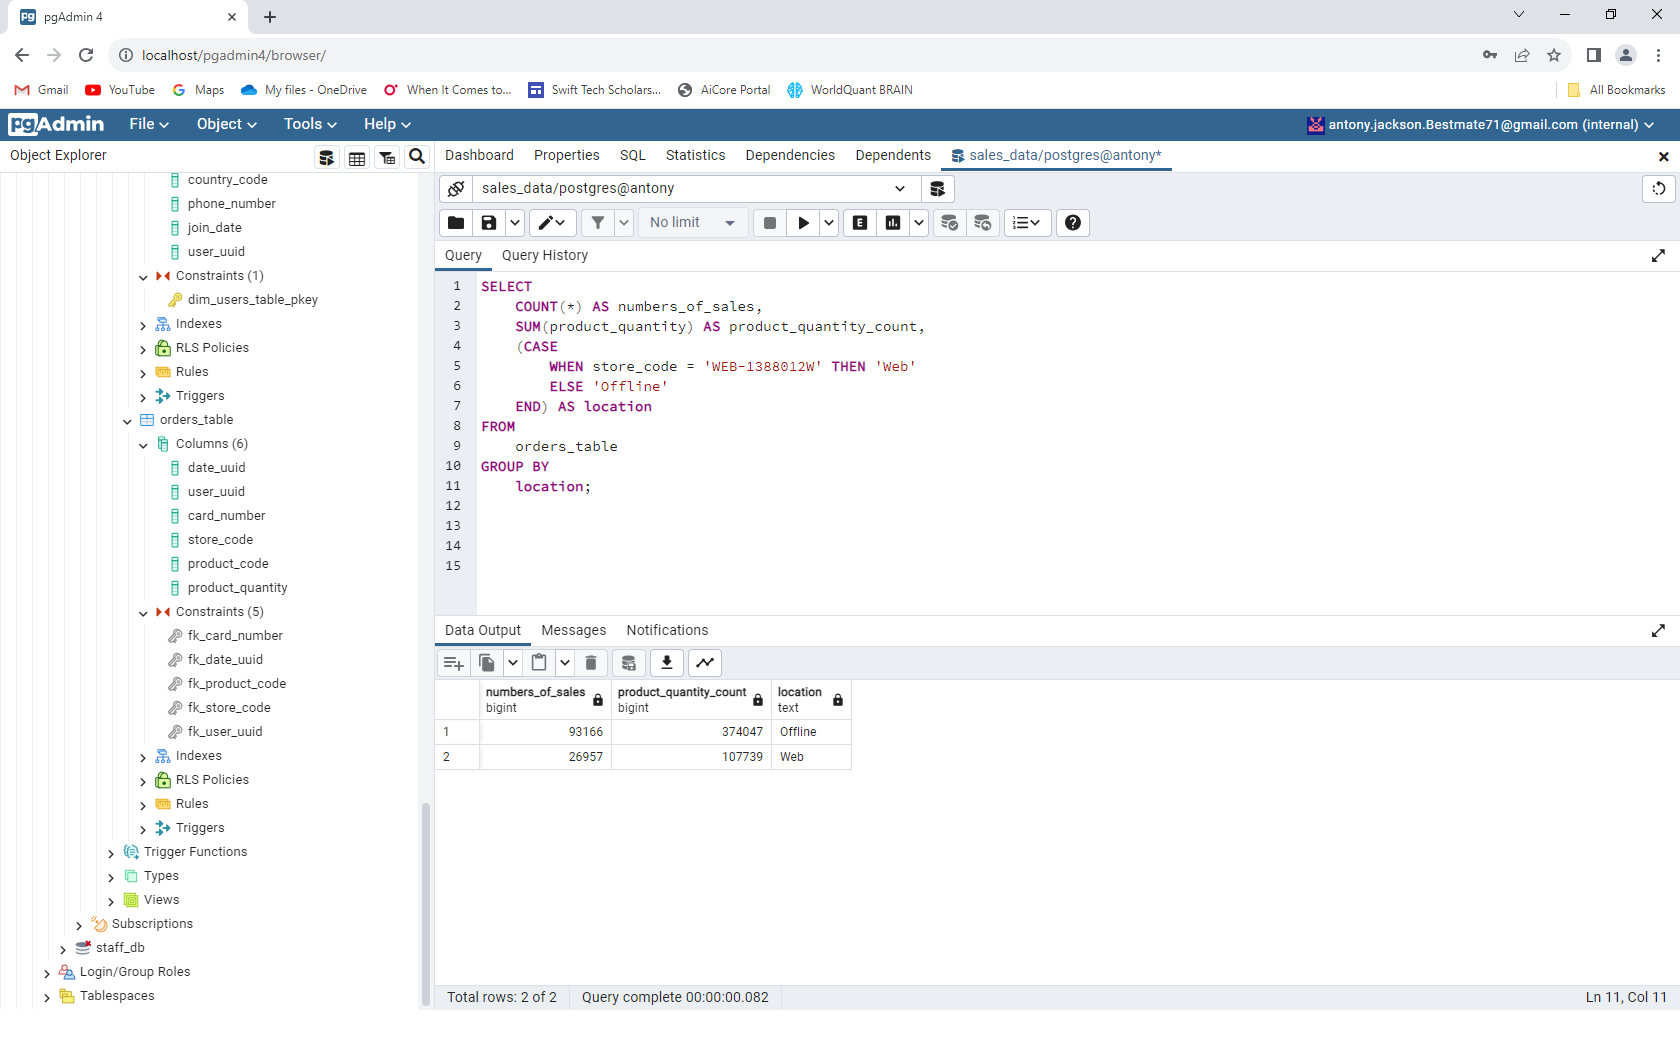 pgAdmin 4
localhost/pgadmin4/browser/
Gmail YouTube Maps My files - OneDrive When It Comes to... Swift Tech Scholars... AiCore Portal WorldQuant BRAIN All Bookmarks
pgAdmin File Object Tools Help antony.jackson.Bestmate71@gmail.com (internal)
Object Explorer
country_code
phone_number
join_date
user_uuid
Constraints (1)
dim_users_table_pkey
Indexes
RLS Policies
Rules
Triggers
orders_table
Columns (6)
date_uuid
user_uuid
card_number
store_code
product_code
product_quantity
Constraints (5)
fk_card_number
fk_date_uuid
fk_product_code
fk_store_code
fk_user_uuid
Indexes
RLS Policies
Rules
Triggers
Trigger Functions
Types
Views
Subscriptions
staff_db
Login/Group Roles
Tablespaces
Dashboard Properties SQL Statistics Dependencies Dependents sales_data/postgres@antony*
sales_data/postgres@antony
No limit E
Query Query History
1 SELECT
2 COUNT(*) AS numbers_of_sales,
3 SUM(product_quantity) AS product_quantity_count,
4 (CASE
5 WHEN store_code = 'WEB-1388012W' THEN 'Web'
6 ELSE 'Offline'
7 END) AS location
8 FROM
9 orders_table
10 GROUP BY
11 location;
12
13
14
15
Data Output Messages Notifications
numbers_of_sales product_quantity_count location
bigint bigint text
1 93166 374047 Offline
2 26957 107739 Web
Total rows: 2 of 2 Query complete 00:00:00.082 Ln 11, Col 11